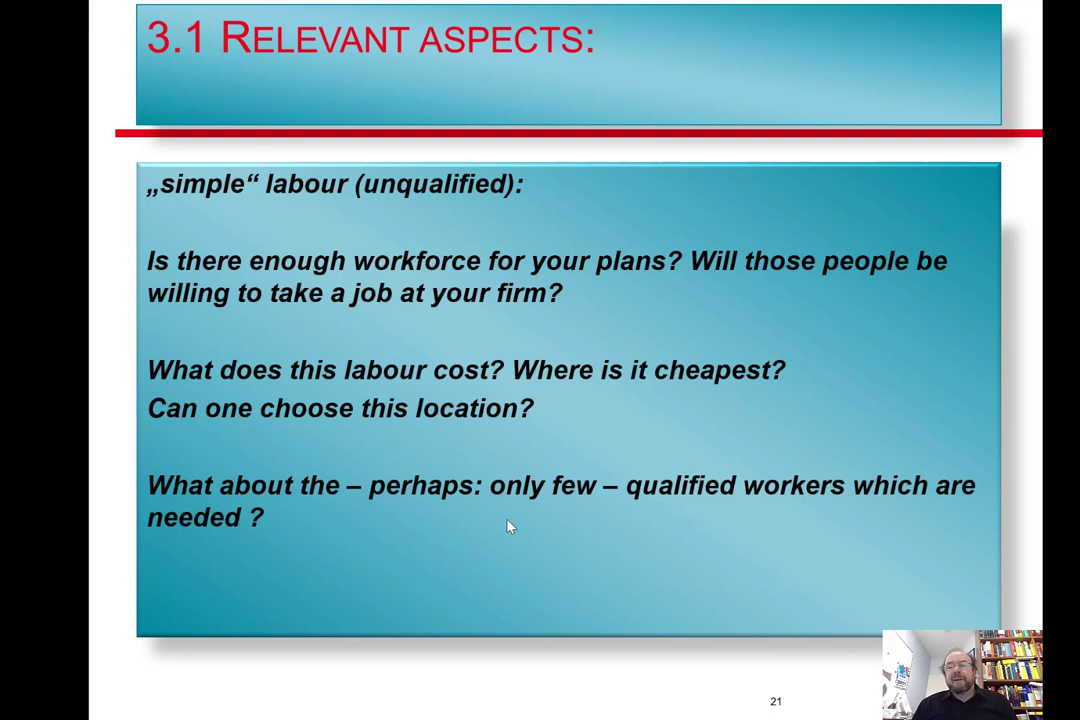 3.1 RELEVANT ASPECTS:
„simple“ labour (unqualified):
Is there enough workforce for your plans? Will those people be
willing to take a job at your firm?
What does this labour cost? Where is it cheapest?
Can one choose this location?
What about the – perhaps: only few – qualified workers which are
needed ?
21